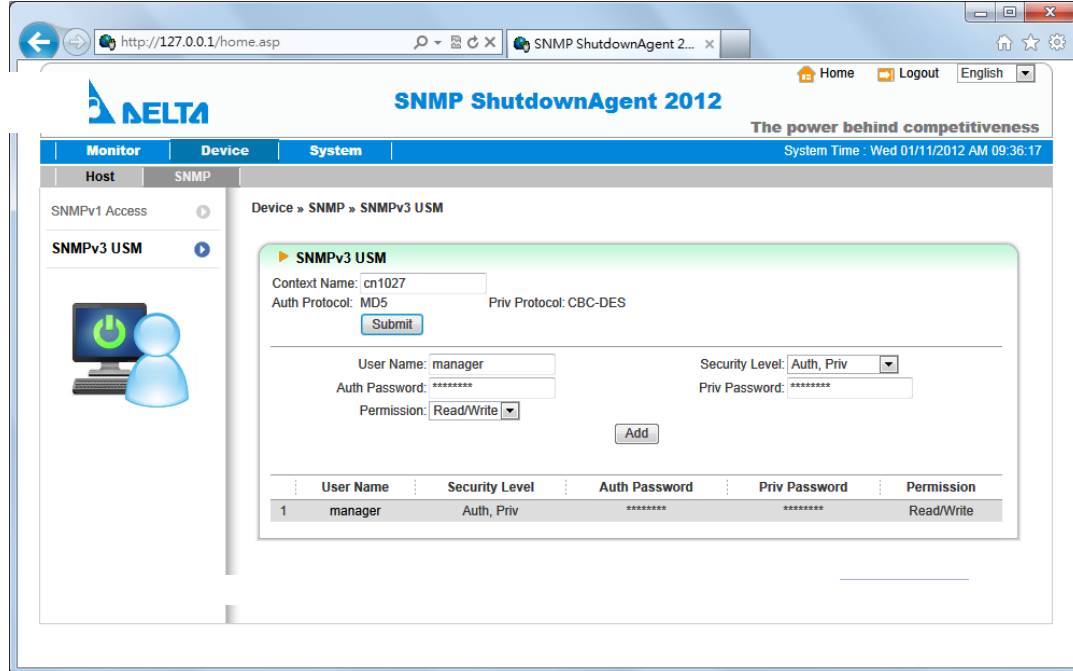 http://127.0.0.1/home.asp
SNMP ShutdownAgent 2...
Home Logout English
DELTA
SNMP ShutdownAgent 2012
The power behind competitiveness
Monitor Device System System Time : Wed 01/11/2012 AM 09:36:17
Host SNMP
SNMPv1 Access
SNMPv3 USM
Device » SNMP » SNMPv3 USM
SNMPv3 USM
Context Name: cn1027
Auth Protocol: MD5 Priv Protocol: CBC-DES
Submit
User Name: manager Security Level: Auth, Priv
Auth Password: ******** Priv Password: ********
Permission: Read/Write
Add
User Name Security Level Auth Password Priv Password Permission
1 manager Auth, Priv ******** ******** Read/Write